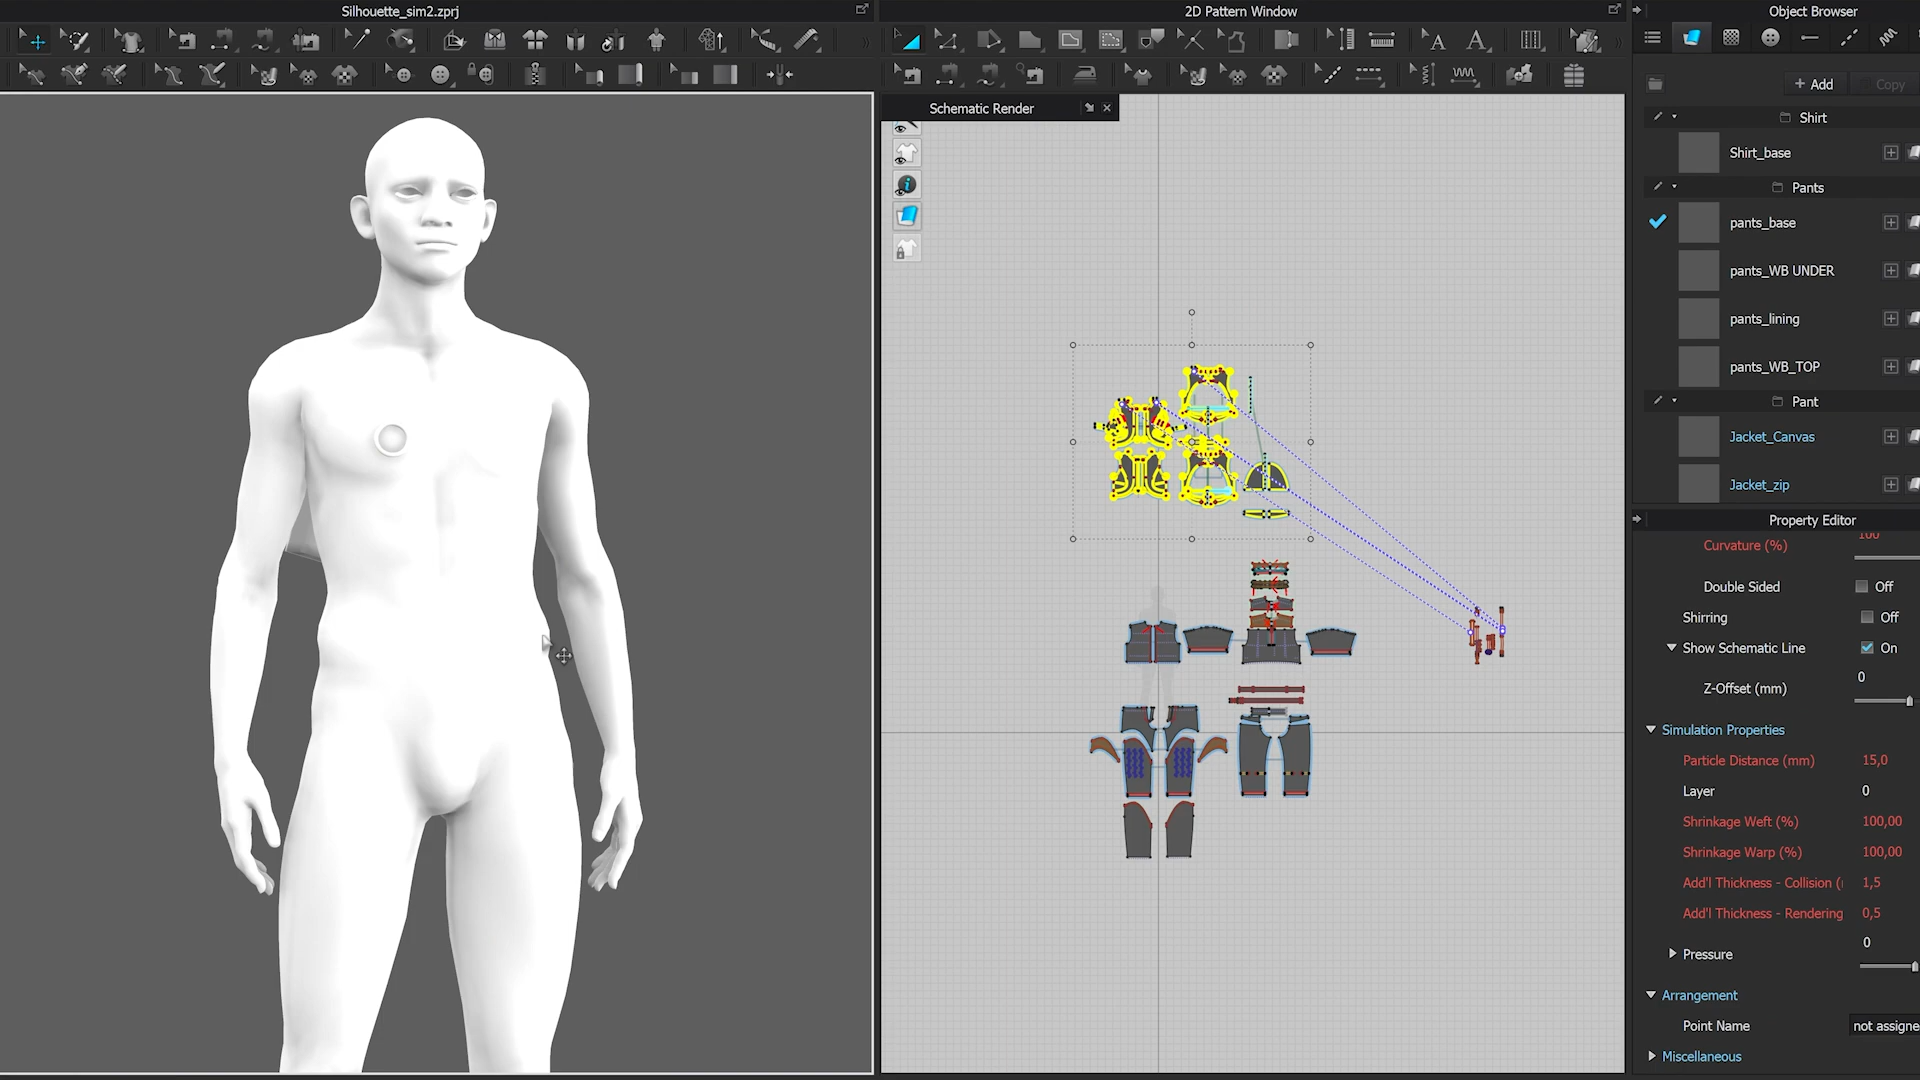 Silhouette_sim2.zprj
2D Pattern Window
Object Browser
Schematic Render
+ Add
Copy
Shirt
Shirt_base
Pants
pants_base
pants_WB UNDER
pants_lining
pants_WB_TOP
Pant
Jacket_Canvas
Jacket_zip
Property Editor
Curvature (%) 100
Double Sided Off
Shirring Off
Show Schematic Line On
Z-Offset (mm) 0
Simulation Properties
Particle Distance (mm) 15,0
Layer 0
Shrinkage Weft (%) 100,00
Shrinkage Warp (%) 100,00
Add'l Thickness - Collision ( 1,5
Add'l Thickness - Rendering 0,5
Pressure 0
Arrangement
Point Name not assigne
Miscellaneous